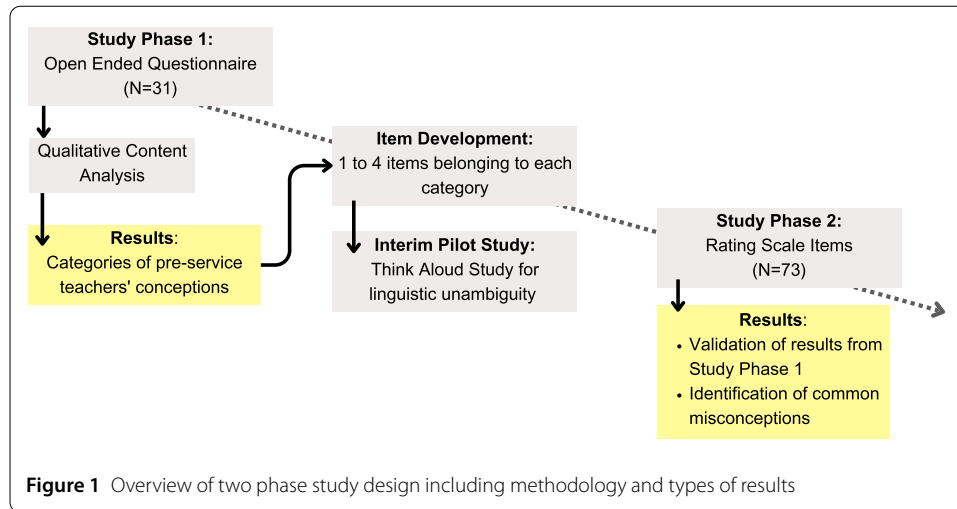 Study Phase 1:
Open Ended Questionnaire
(N=31)
Qualitative Content
Analysis
Results:
Categories of pre-service
teachers' conceptions
Item Development:
1 to 4 items belonging to each
category
Interim Pilot Study:
Think Aloud Study for
linguistic unambiguity
Study Phase 2:
Rating Scale Items
(N=73)
Results:
• Validation of results from
Study Phase 1
• Identification of common
misconceptions
Figure 1 Overview of two phase study design including methodology and types of results